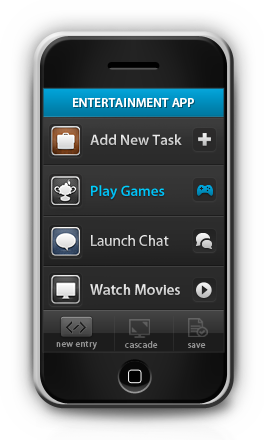 ENTERTAINMENT APP
Add New Task
Play Games
Launch Chat
Watch Movies
new entry
cascade
save